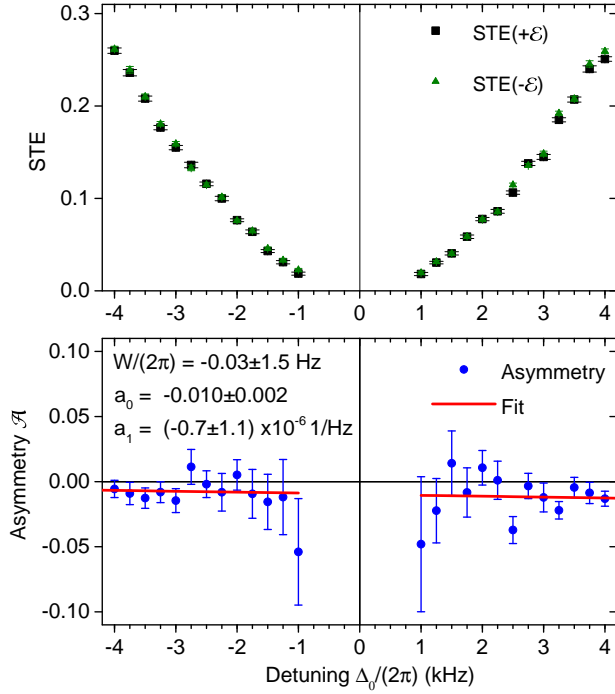 STE
0.3
0.2
0.1
0.0
STE(+ℰ)
STE(-ℰ)
-4 -3 -2 -1 0 1 2 3 4
Asymmetry 𝒜
0.10
0.05
0.00
-0.05
-0.10
W/(2π) = -0.03±1.5 Hz
a₀ = -0.010±0.002
a₁ = (-0.7±1.1) x10⁻⁶ 1/Hz
Asymmetry
Fit
-4 -3 -2 -1 0 1 2 3 4
Detuning Δ₀/(2π) (kHz)